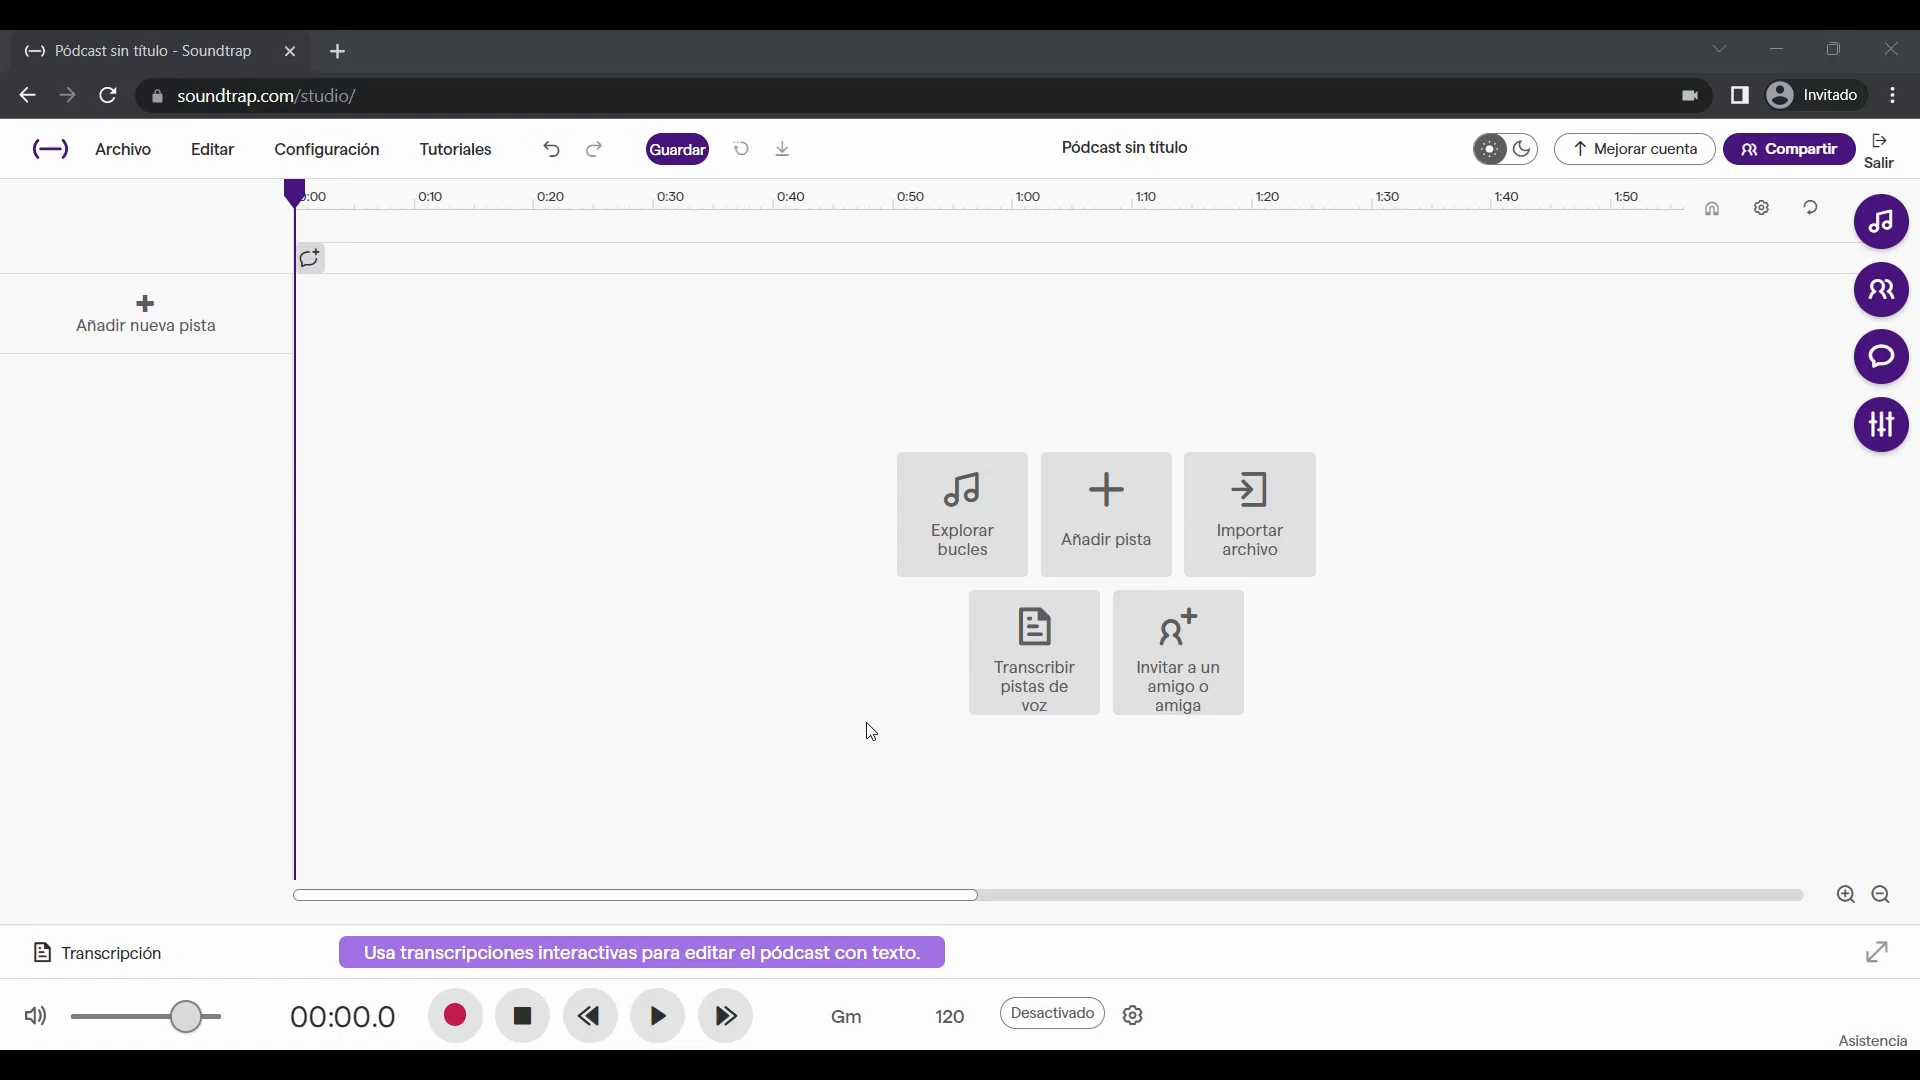 Pódcast sin título - Soundtrap
soundtrap.com/studio/
Invitado
Archivo
Editar
Configuración
Tutoriales
Guardar
Pódcast sin título
Mejorar cuenta
Compartir
Salir
0:00 0:10 0:20 0:30 0:40 0:50 1:00 1:10 1:20 1:30 1:40 1:50
Añadir nueva pista
Explorar
bucles
Añadir pista
Importar
archivo
Transcribir
pistas de
voz
Invitar a un
amigo o
amiga
Transcripción
Usa transcripciones interactivas para editar el pódcast con texto.
00:00.0
Gm
120
Desactivado
Asistencia